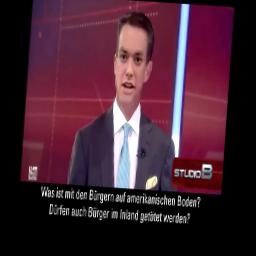 STUDIO B
Was ist mit den Bürgern auf amerikanischen Boden?
Dürfen auch Bürger im Inland getötet werden?